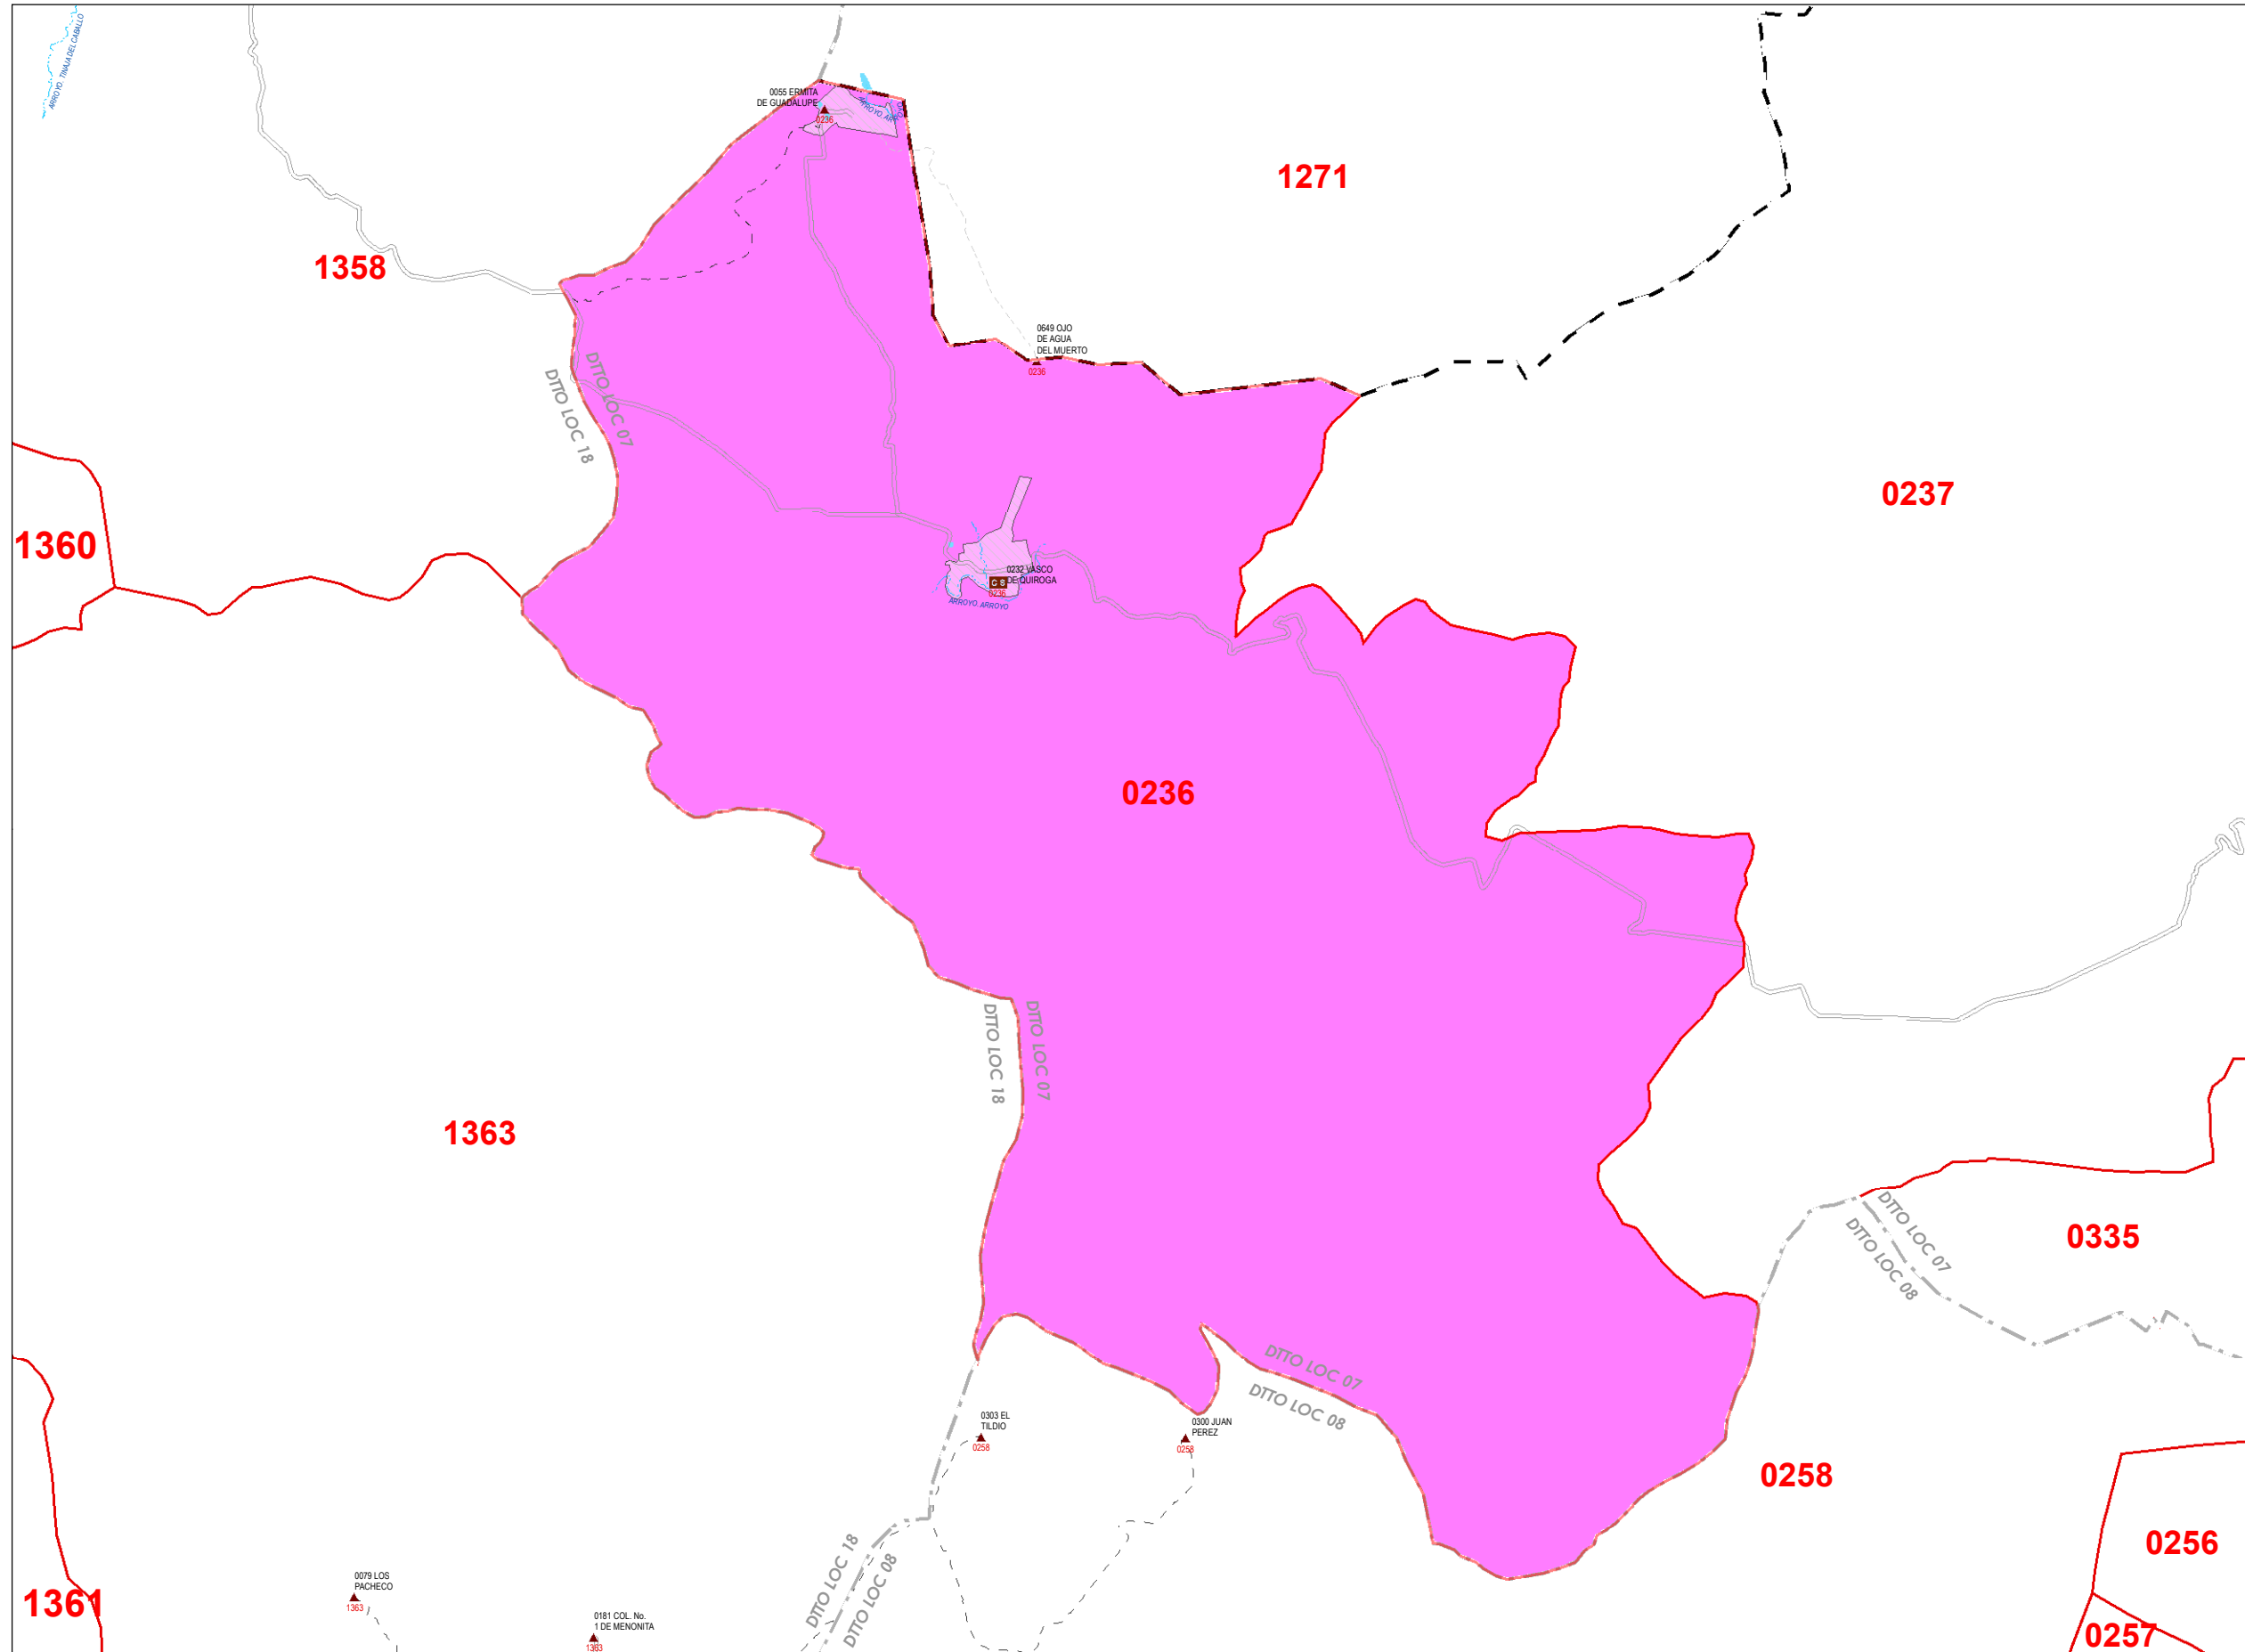 ARROYO. TINAJA DEL CABALLO
0055 ERMITA
DE GUADALUPE
0236
1271
1358
0649 OJO
DE AGUA
DEL MUERTO
0236
DTTO LOC 07
DTTO LOC 18
0237
1360
0232 VASCO
DE QUIROGA
C S
0236
ARROYO. ARROYO
0236
DTTO LOC 18
DTTO LOC 07
1363
DTTO LOC 07
DTTO LOC 08
0335
DTTO LOC 07
DTTO LOC 08
0303 EL
TILDIO
0258
0300 JUAN
PEREZ
0258
0258
0256
DTTO LOC 18
DTTO LOC 08
0079 LOS
PACHECO
1363
1361
0181 COL. No.
1 DE MENONITA
1363
0257